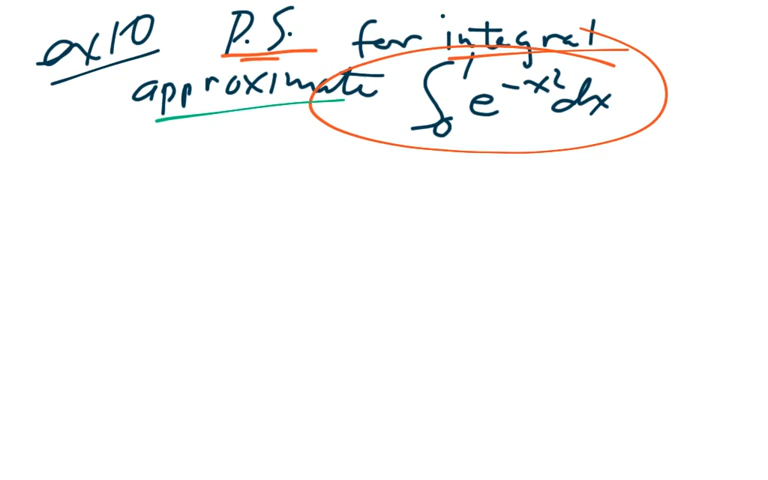 ex10 P.S. for integral
approximate ∫₀¹ e^{-x²} dx